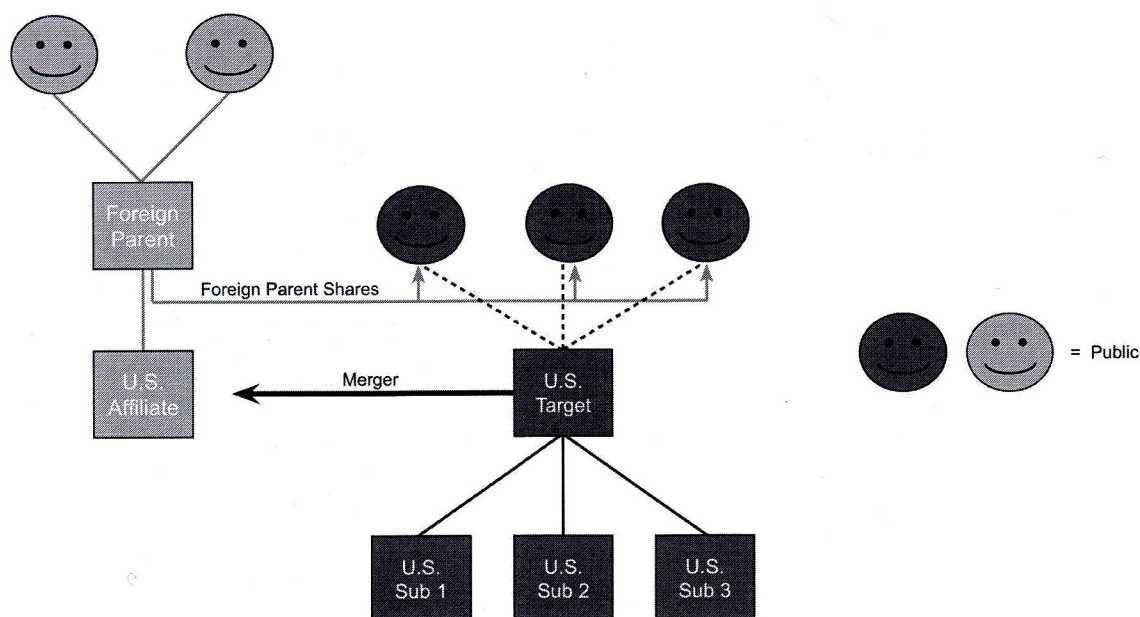 Foreign
Parent
Foreign Parent Shares
U.S.
Affiliate
Merger
U.S.
Target
= Public
U.S.
Sub 1
U.S.
Sub 2
U.S.
Sub 3